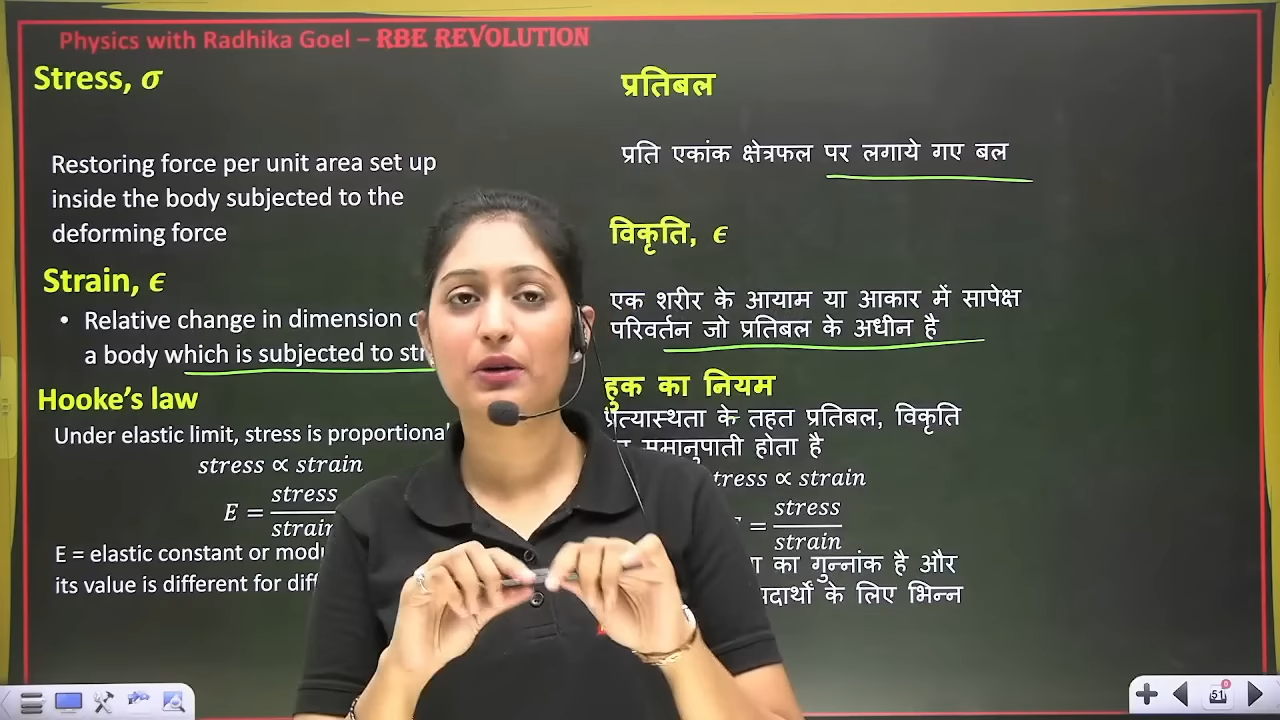 Physics with Radhika Goel – RBE REVOLUTION
Stress, σ
Restoring force per unit area set up
inside the body subjected to the
deforming force
Strain, ϵ
• Relative change in dimension
a body which is subjected to
Hooke’s law
Under elastic limit, stress is proportional
stress ∝ strain
E = stress
strain
E = elastic constant or
its value is different for
प्रतिबल
प्रति एकांक क्षेत्रफल पर लगाये गए बल
विकृति, ϵ
एक शरीर के आयाम या आकार में सापेक्ष
परिवर्तन जो प्रतिबल के अधीन है
हुक का नियम
प्रत्यास्थता के तहत प्रतिबल, विकृति
समानुपाती होता है
stress ∝ strain
= stress
strain
का गुन्नांक है और
पदार्थो के लिए भिन्न
51